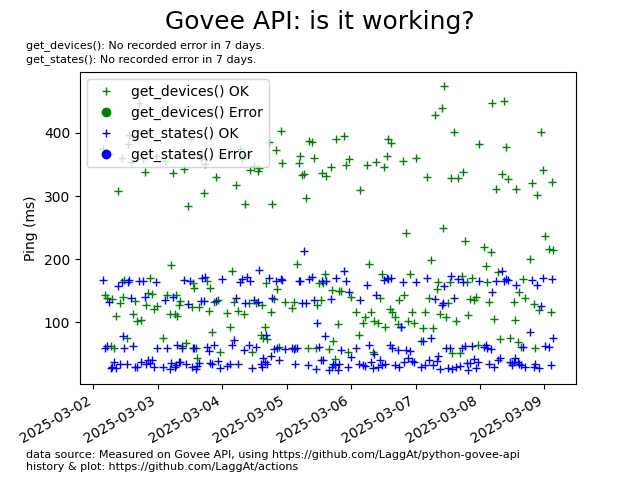 Govee API: is it working?
get_devices(): No recorded error in 7 days.
get_states(): No recorded error in 7 days.
get_devices() OK
get_devices() Error
get_states() OK
get_states() Error
400
300
200
100
Ping (ms)
2025-03-02
2025-03-03
2025-03-04
2025-03-05
2025-03-06
2025-03-07
2025-03-08
2025-03-09
data source: Measured on Govee API, using https://github.com/LaggAt/python-govee-api
history & plot: https://github.com/LaggAt/actions